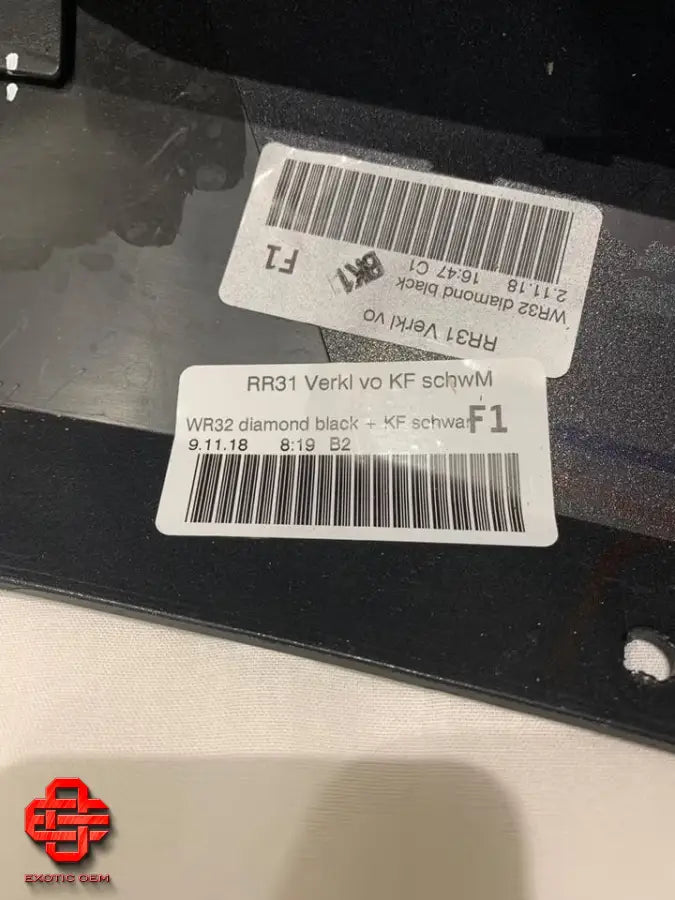 F1
BK1
2.11.18 16:47 C1
WR32 diamond black
RR31 Verkl vo
RR31 Verkl vo KF schwM
WR32 diamond black + KF schwar
F1
9.11.18 8:19 B2
EXOTIC OEM